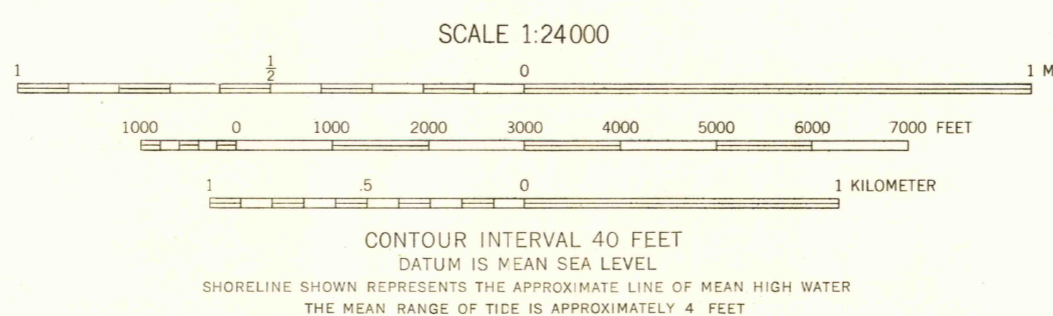 SCALE 1:24000
1 1/2 0 1 M
1000 0 1000 2000 3000 4000 5000 6000 7000 FEET
1 .5 0 1 KILOMETER
CONTOUR INTERVAL 40 FEET
DATUM IS MEAN SEA LEVEL
SHORELINE SHOWN REPRESENTS THE APPROXIMATE LINE OF MEAN HIGH WATER
THE MEAN RANGE OF TIDE IS APPROXIMATELY 4 FEET